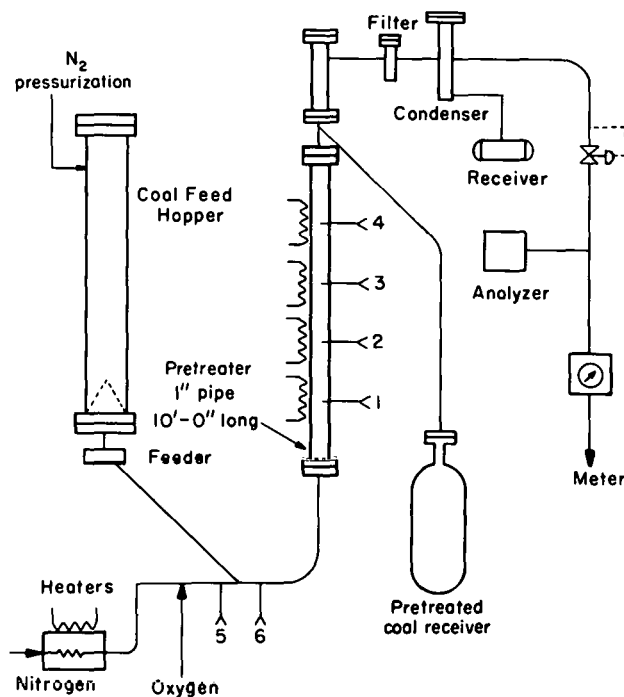 N2
pressurization
Coal Feed
Hopper
Feeder
Pretreater
1" pipe
10'-0" long
Filter
Condenser
Receiver
4
3
2
1
Analyzer
Meter
Pretreated
coal receiver
Heaters
5 6
Nitrogen
Oxygen